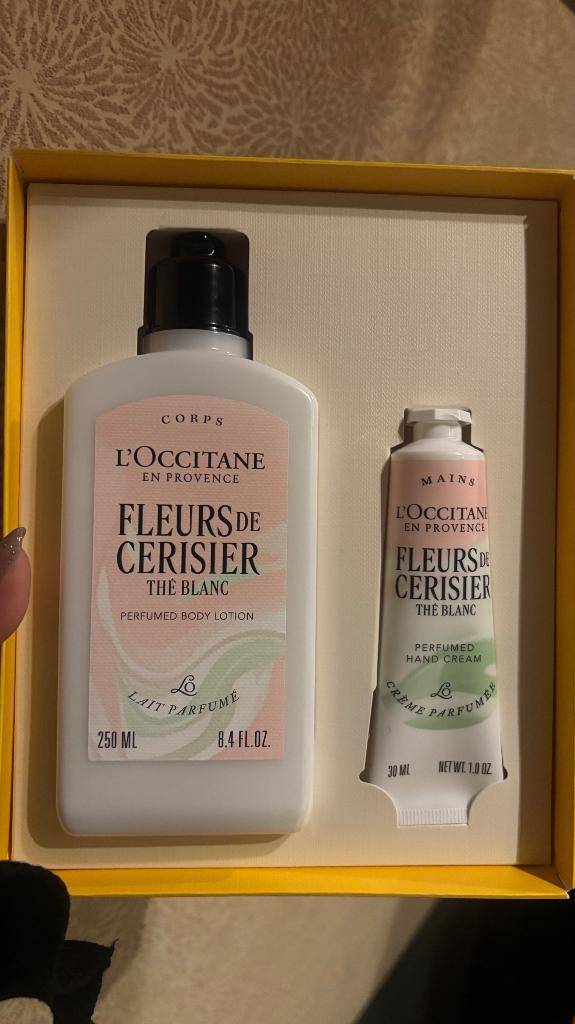 CORPS
L'OCCITANE
EN PROVENCE
FLEURS DE
CERISIER
THÉ BLANC
PERFUMED BODY LOTION
LO
LAIT PARFUMÉ
250 ML 8.4 FL.OZ.
MAINS
L'OCCITANE
EN PROVENCE
FLEURS DE
CERISIER
THÉ BLANC
PERFUMED
HAND CREAM
LO
CRÈME PARFUMÉE
30 ML NET WT. 1.0 OZ.